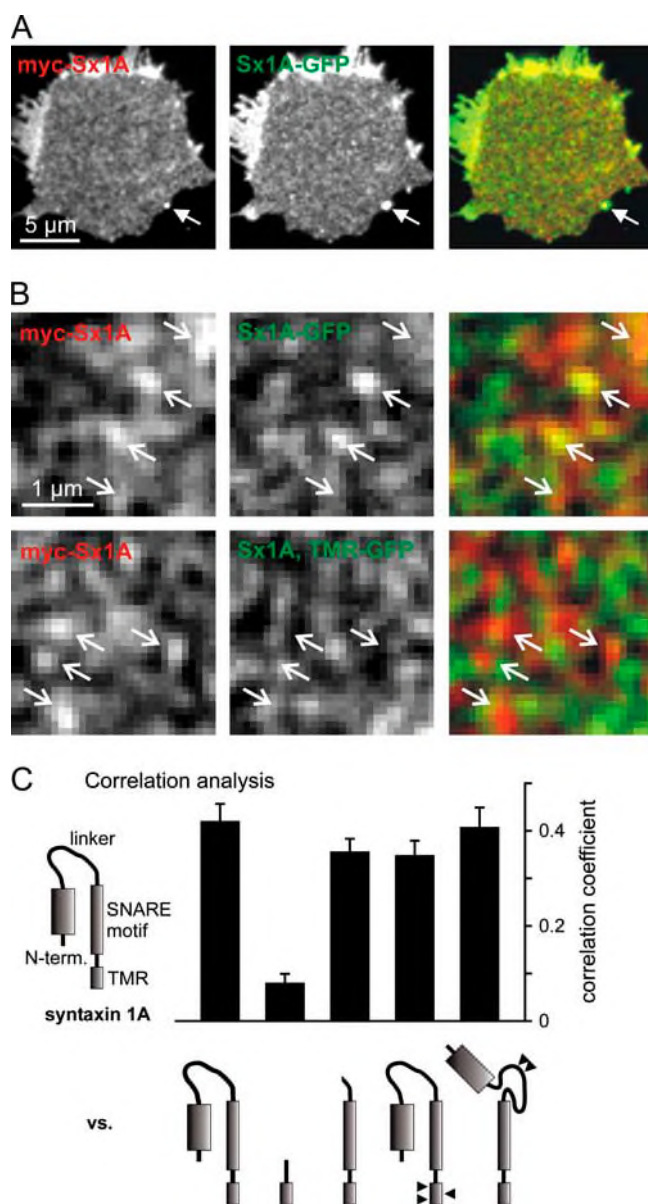 A
myc-Sx1A
Sx1A-GFP
5 µm
B
myc-Sx1A
Sx1A-GFP
1 µm
myc-Sx1A
Sx1A, TMR-GFP
C
Correlation analysis
linker
SNARE
motif
N-term.
TMR
syntaxin 1A
0.4
0.2
0
correlation coefficient
vs.